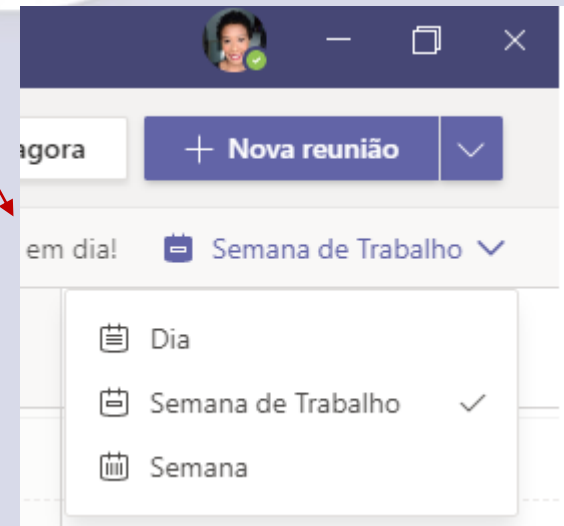 agora
+ Nova reunião
em dia!
Semana de Trabalho
Dia
Semana de Trabalho
Semana